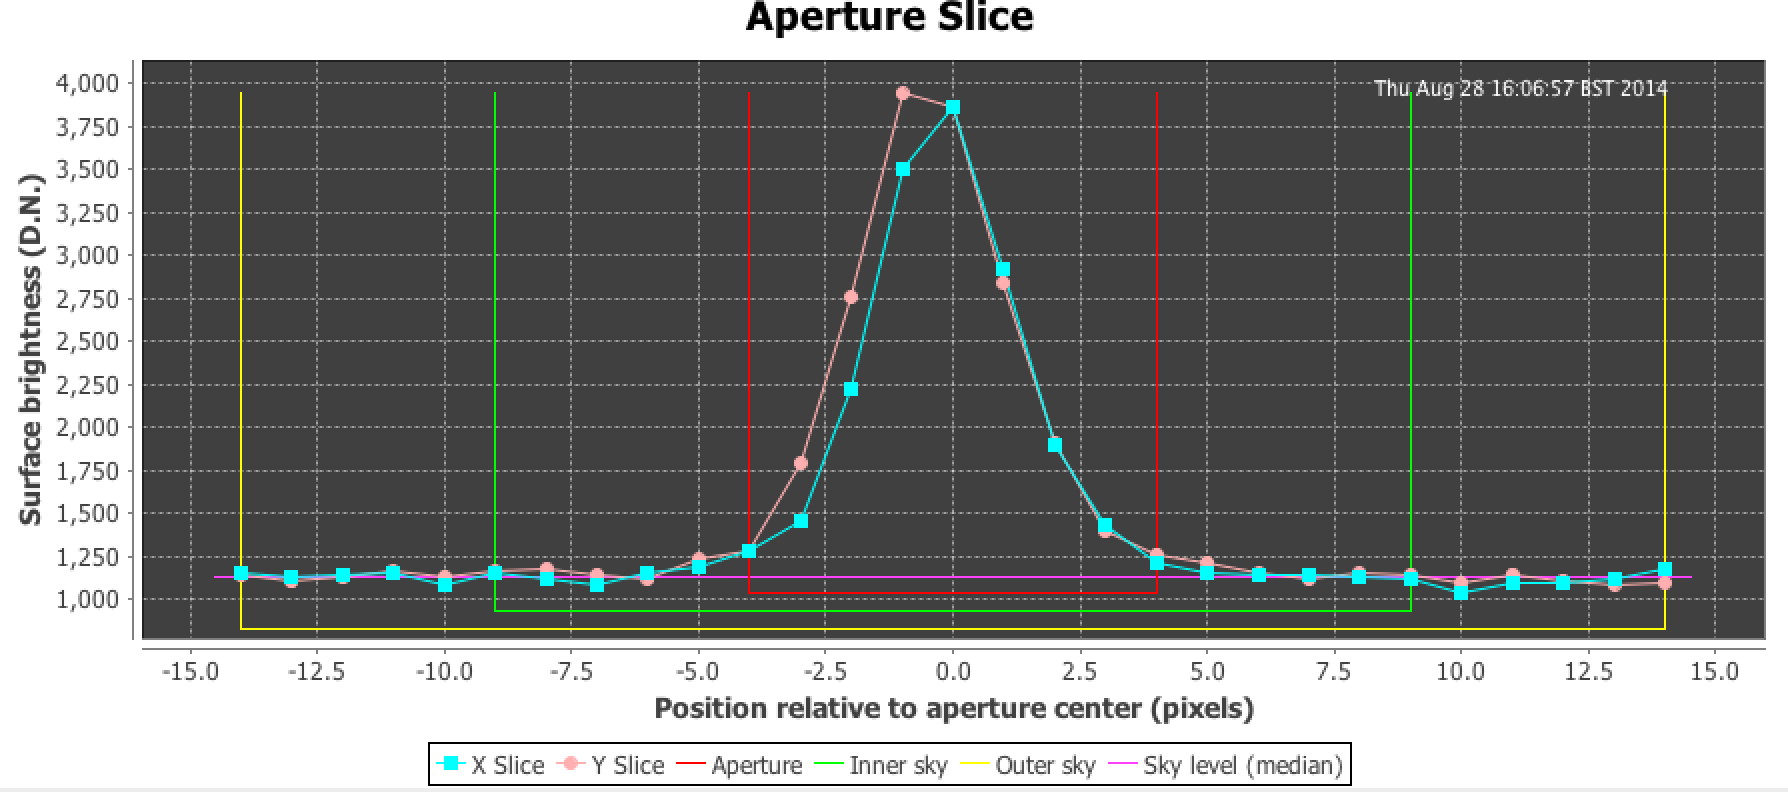 Aperture Slice
Thu Aug 28 16:06:57 BST 2014
Surface brightness (D.N.)
4,000
3,750
3,500
3,250
3,000
2,750
2,500
2,250
2,000
1,750
1,500
1,250
1,000
-15.0 -12.5 -10.0 -7.5 -5.0 -2.5 0.0 2.5 5.0 7.5 10.0 12.5 15.0
Position relative to aperture center (pixels)
X Slice Y Slice Aperture Inner sky Outer sky Sky level (median)